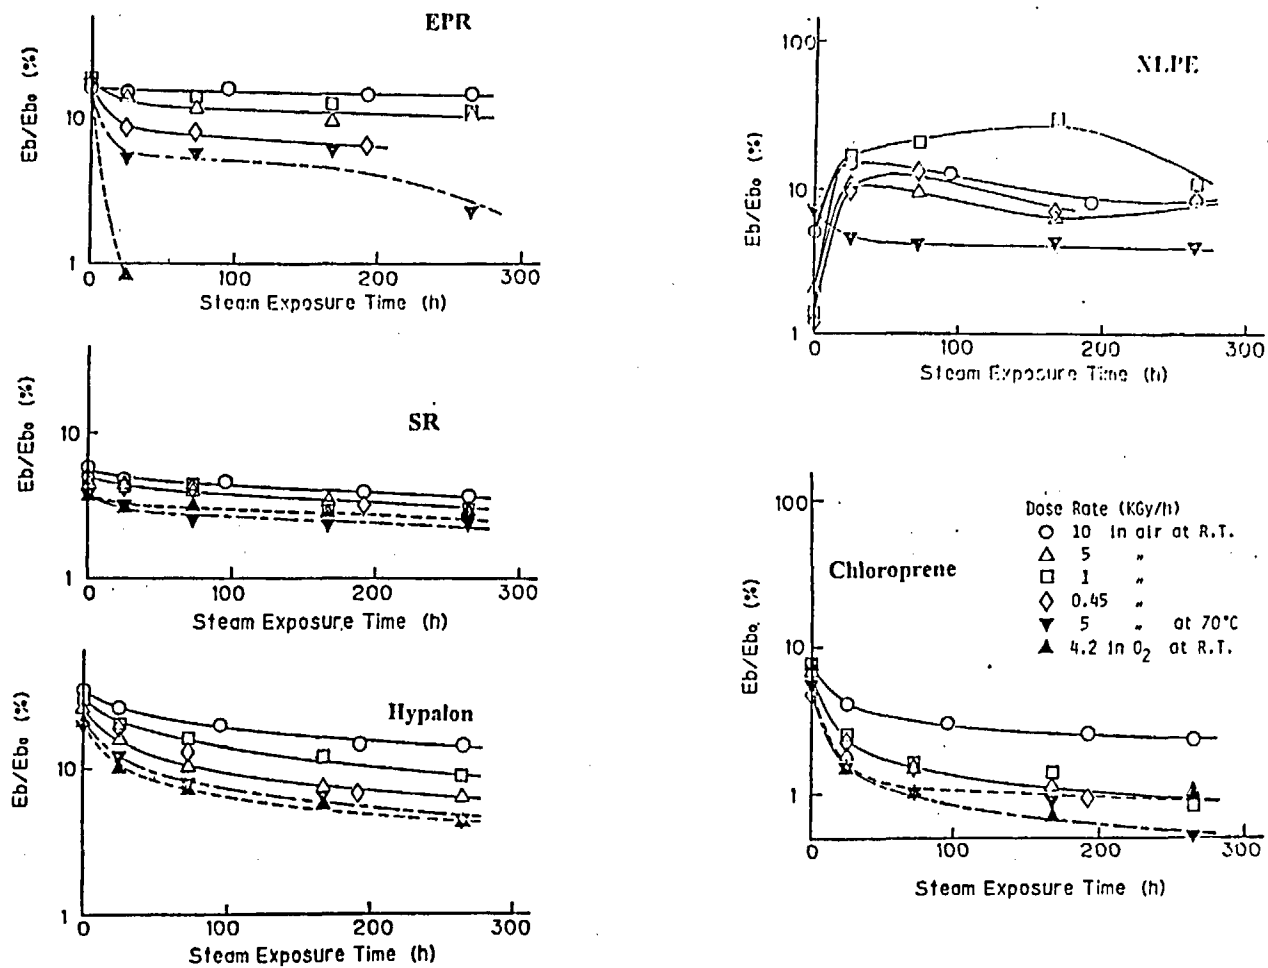 EPR
Eb/Eb₀ (%)
10
1
0 100 200 300
Steam Exposure Time (h)
XLPE
Eb/Eb₀ (%)
100
10
1
0 100 200 300
Steam Exposure Time (h)
SR
Eb/Eb₀ (%)
10
1
0 100 200 300
Steam Exposure Time (h)
Hypalon
Eb/Eb₀ (%)
10
1
0 100 200 300
Steam Exposure Time (h)
Chloroprene
Eb/Eb₀ (%)
100
10
1
0 100 200 300
Steam Exposure Time (h)
Dose Rate (KGy/h)
10 in air at R.T.
5 〃
1 〃
0.45 〃
5 〃 at 70°C
4.2 in O₂ at R.T.